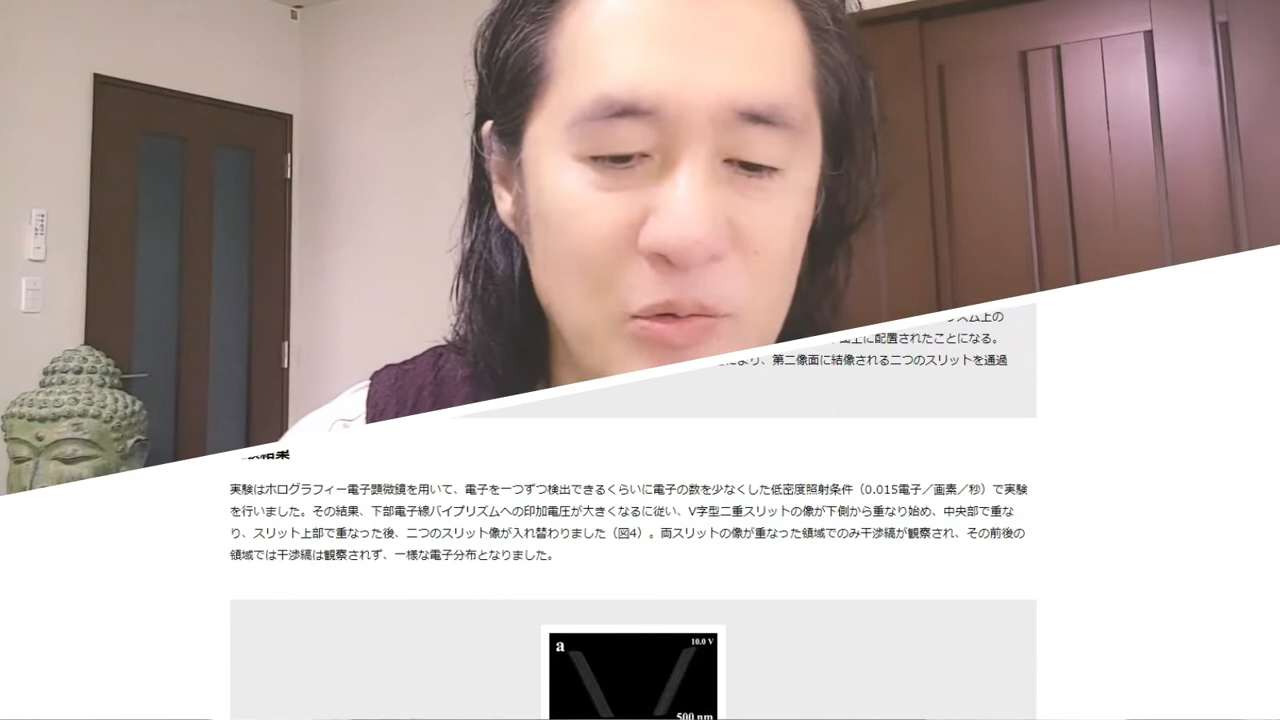 ズム上の
面上に配置されたことになる。
により、第二像面に結像される二つのスリットを通過
結果
実験はホログラフィー電子顕微鏡を用いて、電子を一つずつ検出できるくらいに電子の数を少なくした低密度照射条件（0.015電子／画素／秒）で実験
を行いました。その結果、下部電子線バイプリズムへの印加電圧が大きくなるに従い、V字型二重スリットの像が下側から重なり始め、中央部で重な
り、スリット上部で重なった後、二つのスリット像が入れ替わりました（図4）。両スリットの像が重なった領域でのみ干渉縞が観察され、その前後の
領域では干渉縞は観察されず、一様な電子分布となりました。
a
10.0 V
500 nm